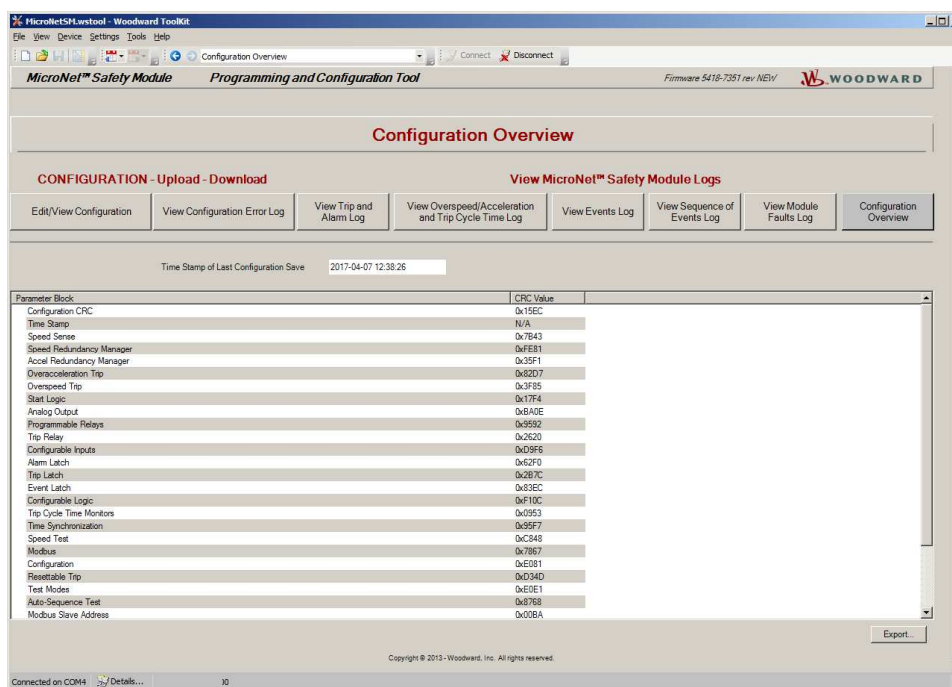 MicroNetSM.wstool - Woodward ToolKit
File View Device Settings Tools Help
Configuration Overview Connect Disconnect
MicroNet™ Safety Module Programming and Configuration Tool Firmware 5418-7351 rev NEW WOODWARD
Configuration Overview
CONFIGURATION - Upload - Download View MicroNet™ Safety Module Logs
Edit/View Configuration View Configuration Error Log View Trip and Alarm Log View Overspeed/Acceleration and Trip Cycle Time Log View Events Log View Sequence of Events Log View Module Faults Log Configuration Overview
Time Stamp of Last Configuration Save 2017-04-07 12:38:26
Parameter Block CRC Value
Configuration CRC 0x15EC
Time Stamp N/A
Speed Sense 0x7B43
Speed Redundancy Manager 0xFE81
Accel Redundancy Manager 0x35F1
Overacceleration Trip 0x82D7
Overspeed Trip 0x3F85
Start Logic 0x17F4
Analog Output 0xBA0E
Programmable Relays 0x9592
Trip Relay 0x2620
Configurable Inputs 0xD9F6
Alarm Latch 0x62F0
Trip Latch 0x2B7C
Event Latch 0x83EC
Configurable Logic 0xF10C
Trip Cycle Time Monitors 0x0953
Time Synchronization 0x95F7
Speed Test 0xC848
Modbus 0x7867
Configuration 0xE081
Resettable Trip 0xD34D
Test Modes 0xE0E1
Auto-Sequence Test 0x8768
Modbus Slave Address 0x00BA
Export...
Copyright © 2013 - Woodward, Inc. All rights reserved.
Connected on COM4 Details...